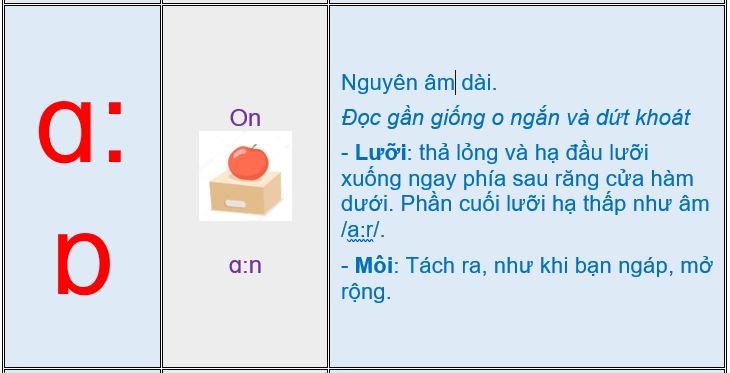 ɑ:
ɒ
On
ɑ:n
Nguyên âm dài.
Đọc gần giống o ngắn và dứt khoát
- Lưỡi: thả lỏng và hạ đầu lưỡi
xuống ngay phía sau răng cửa hàm
dưới. Phần cuối lưỡi hạ thấp như âm
/a:r/.
- Môi: Tách ra, như khi bạn ngáp, mở
rộng.